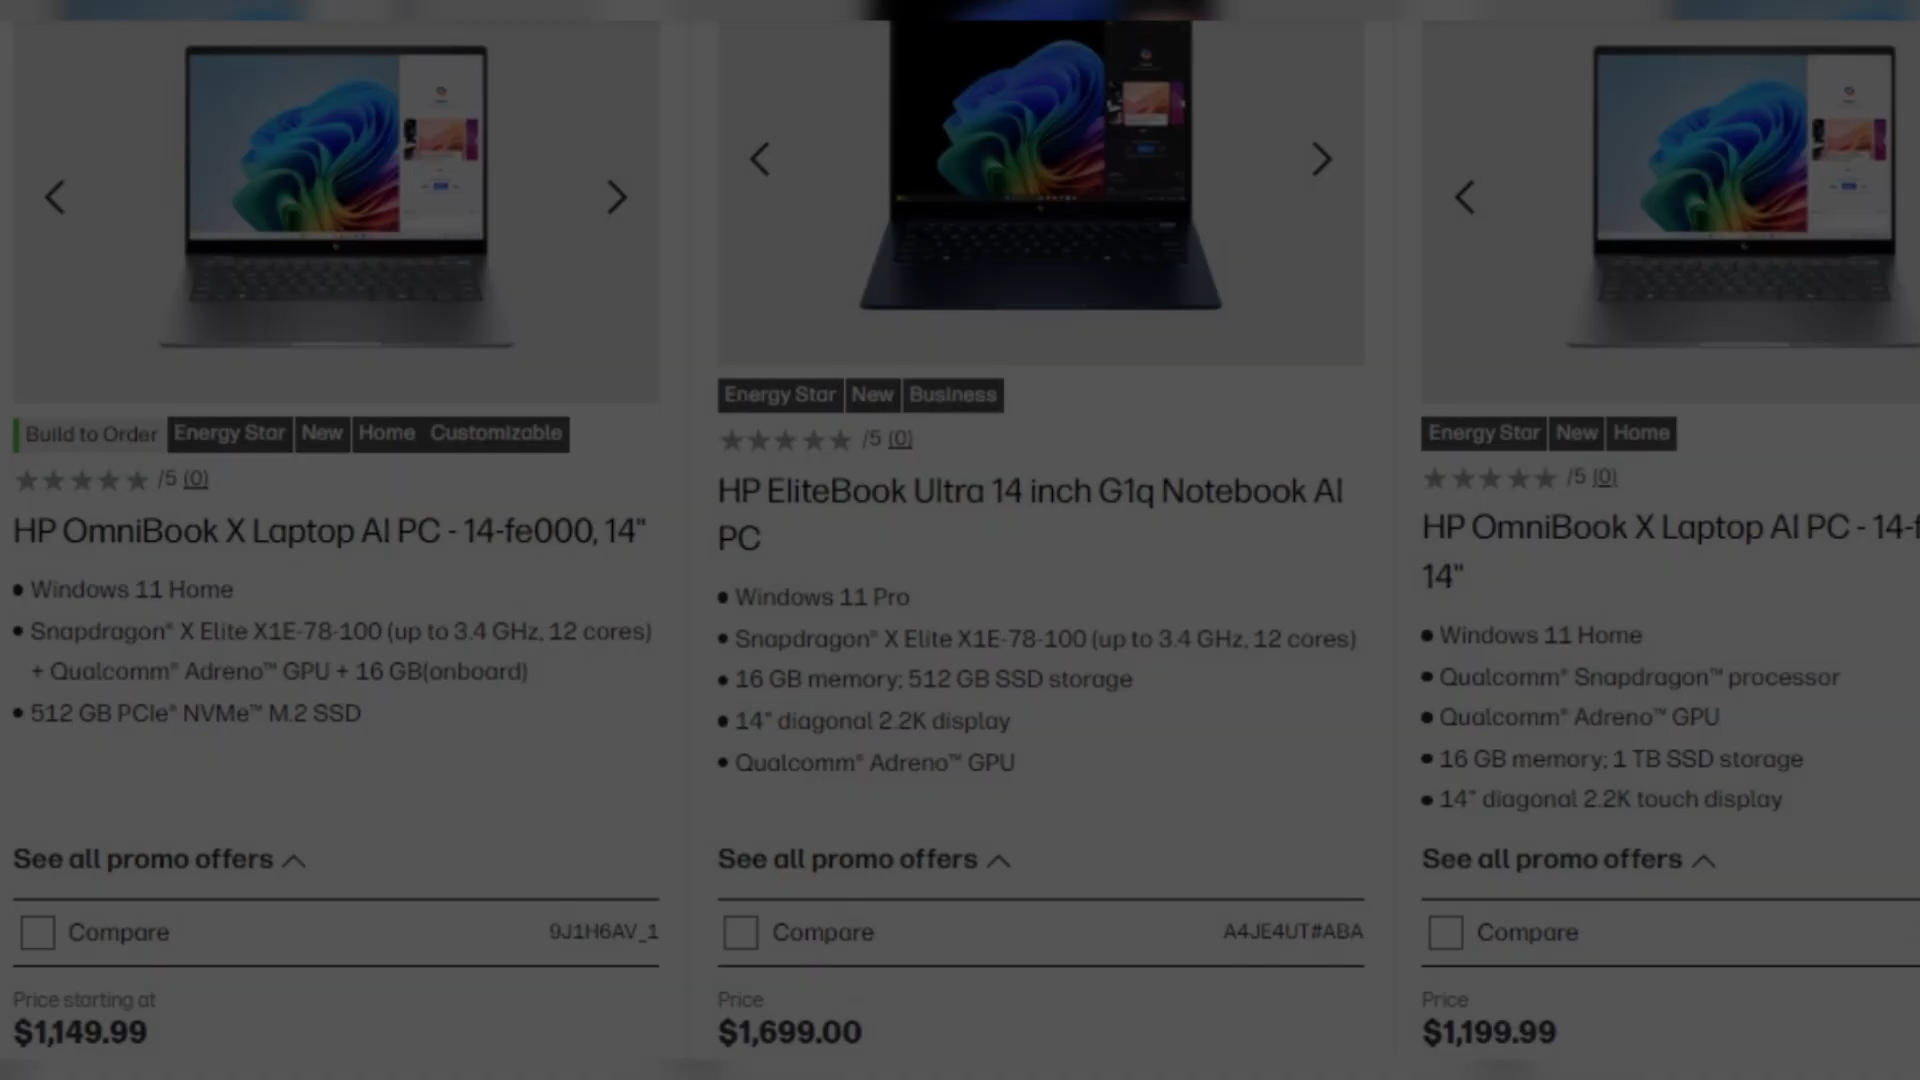 Build to Order Energy Star New Home Customizable
/5 (0)
HP OmniBook X Laptop AI PC - 14-fe000, 14"
• Windows 11 Home
• Snapdragon® X Elite X1E-78-100 (up to 3.4 GHz, 12 cores)
+ Qualcomm® Adreno™ GPU + 16 GB(onboard)
• 512 GB PCIe® NVMe™ M.2 SSD
See all promo offers
Compare 9J1H6AV_1
Price starting at
$1,149.99
Energy Star New Business
/5 (0)
HP EliteBook Ultra 14 inch G1q Notebook AI
PC
• Windows 11 Pro
• Snapdragon® X Elite X1E-78-100 (up to 3.4 GHz, 12 cores)
• 16 GB memory; 512 GB SSD storage
• 14" diagonal 2.2K display
• Qualcomm® Adreno™ GPU
See all promo offers
Compare A4JE4UT#ABA
Price
$1,699.00
Energy Star New Home
/5 (0)
HP OmniBook X Laptop AI PC - 14-f
14"
• Windows 11 Home
• Qualcomm® Snapdragon™ processor
• Qualcomm® Adreno™ GPU
• 16 GB memory; 1 TB SSD storage
• 14" diagonal 2.2K touch display
See all promo offers
Compare
Price
$1,199.99